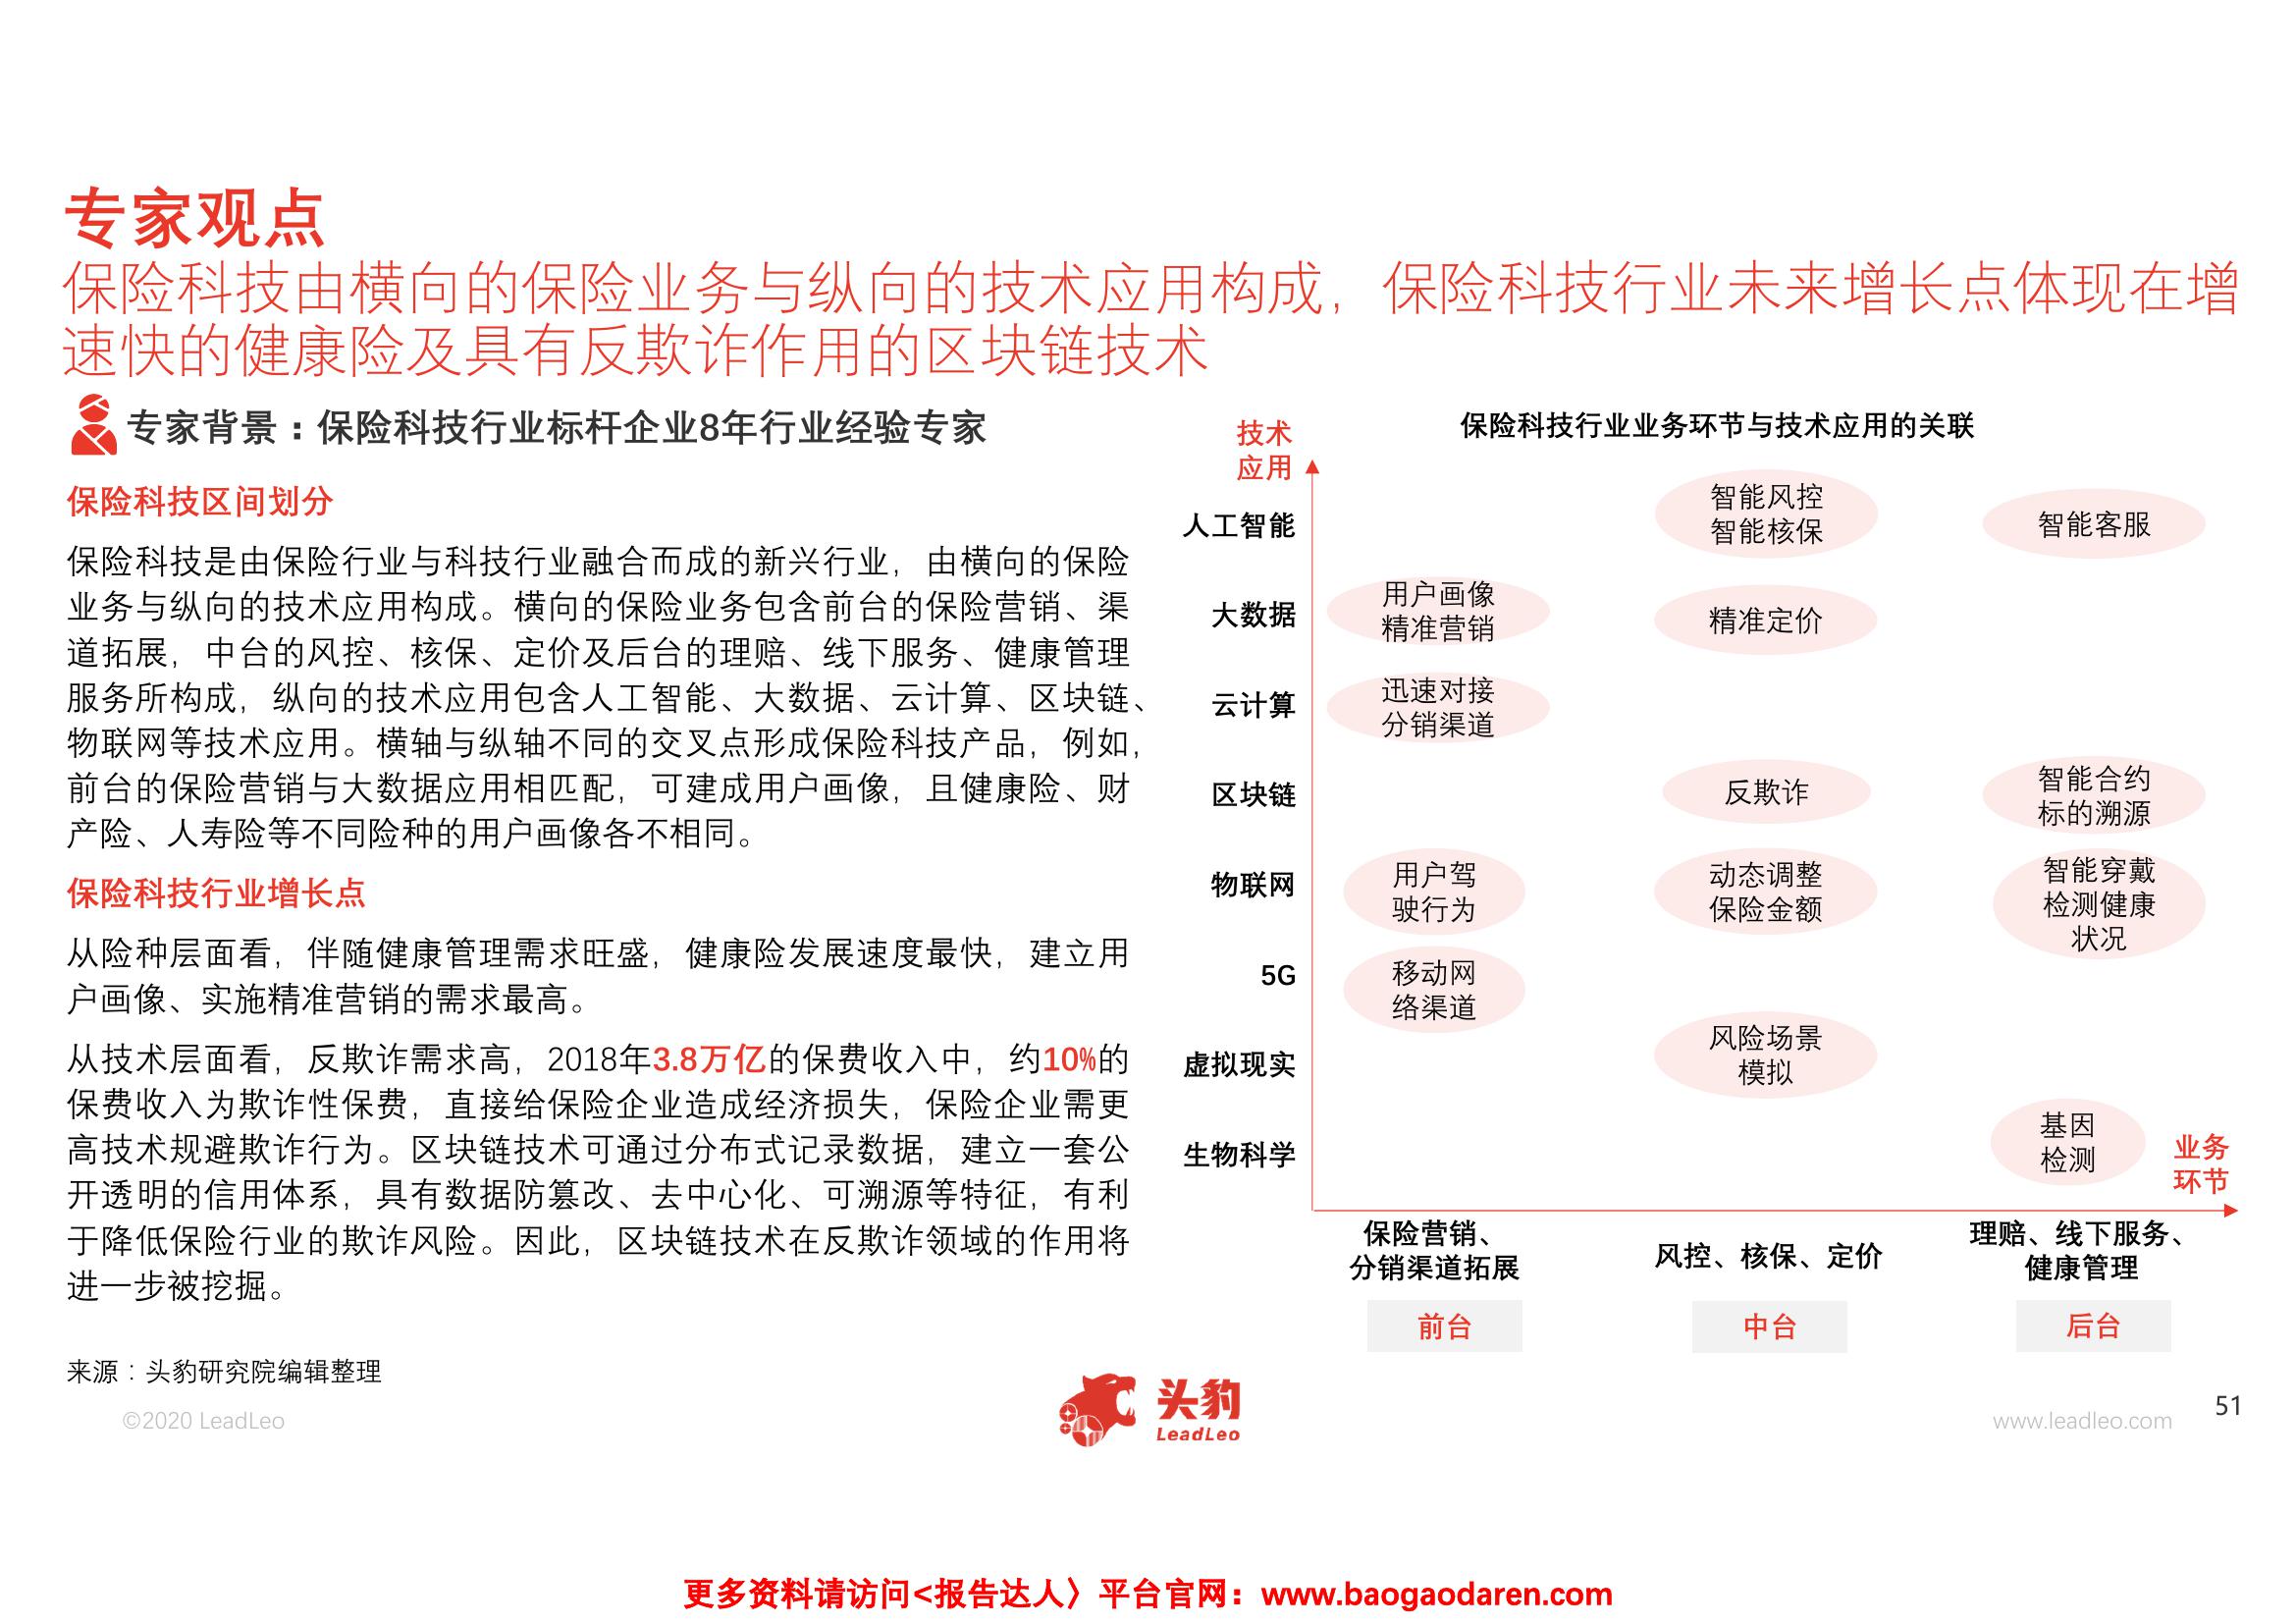 专家观点
保险科技由横向的保险业务与纵向的技术应用构成，保险科技行业未来增长点体现在增
速快的健康险及具有反欺诈作用的区块链技术
专家背景：保险科技行业标杆企业8年行业经验专家
保险科技区间划分
保险科技是由保险行业与科技行业融合而成的新兴行业，由横向的保险
业务与纵向的技术应用构成。横向的保险业务包含前台的保险营销、渠
道拓展，中台的风控、核保、定价及后台的理赔、线下服务、健康管理
服务所构成，纵向的技术应用包含人工智能、大数据、云计算、区块链、
物联网等技术应用。横轴与纵轴不同的交叉点形成保险科技产品，例如，
前台的保险营销与大数据应用相匹配，可建成用户画像，且健康险、财
产险、人寿险等不同险种的用户画像各不相同。
保险科技行业增长点
从险种层面看，伴随健康管理需求旺盛，健康险发展速度最快，建立用
户画像、实施精准营销的需求最高。
从技术层面看，反欺诈需求高，2018年3.8万亿的保费收入中，约10%的
保费收入为欺诈性保费，直接给保险企业造成经济损失，保险企业需更
高技术规避欺诈行为。区块链技术可通过分布式记录数据，建立一套公
开透明的信用体系，具有数据防篡改、去中心化、可溯源等特征，有利
于降低保险行业的欺诈风险。因此，区块链技术在反欺诈领域的作用将
进一步被挖掘。
保险科技行业业务环节与技术应用的关联
技术
应用
人工智能
智能风控
智能核保
智能客服
大数据
用户画像
精准营销
精准定价
云计算
迅速对接
分销渠道
区块链
反欺诈
智能合约
标的溯源
物联网
用户驾
驶行为
动态调整
保险金额
智能穿戴
检测健康
状况
5G
移动网
络渠道
虚拟现实
风险场景
模拟
生物科学
基因
检测
业务
环节
保险营销、
分销渠道拓展
风控、核保、定价
理赔、线下服务、
健康管理
前台
中台
后台
来源：头豹研究院编辑整理
©2020 LeadLeo
头豹
LeadLeo
www.leadleo.com
51
更多资料请访问<报告达人〉平台官网：www.baogaodaren.com